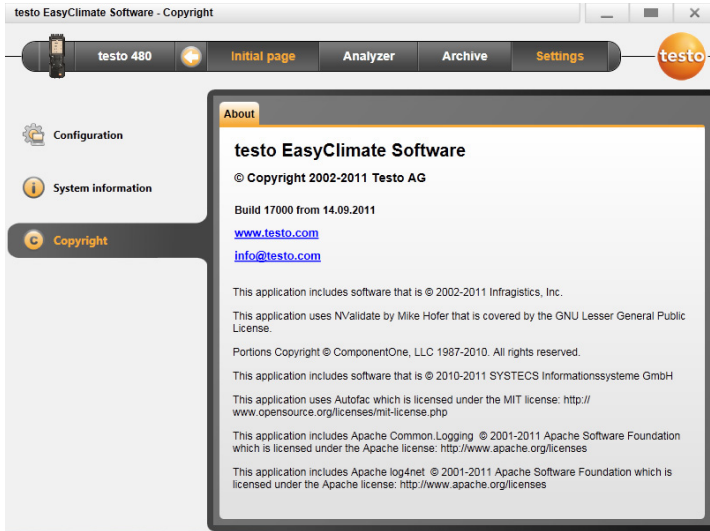 testo EasyClimate Software - Copyright
testo 480
Initial page
Analyzer
Archive
Settings
testo
About
Configuration
testo EasyClimate Software
© Copyright 2002-2011 Testo AG
System information
Build 17000 from 14.09.2011
www.testo.com
C
Copyright
info@testo.com
This application includes software that is © 2002-2011 Infragistics, Inc.
This application uses NValidate by Mike Hofer that is covered by the GNU Lesser General Public
License.
Portions Copyright © ComponentOne, LLC 1987-2010. All rights reserved.
This application includes software that is © 2010-2011 SYSTECS Informationssysteme GmbH
This application uses Autofac which is licensed under the MIT license: http://
www.opensource.org/licenses/mit-license.php
This application includes Apache Common.Logging © 2001-2011 Apache Software Foundation
which is licensed under the Apache license: http://www.apache.org/licenses
This application includes Apache log4net © 2001-2011 Apache Software Foundation which is
licensed under the Apache license: http://www.apache.org/licenses